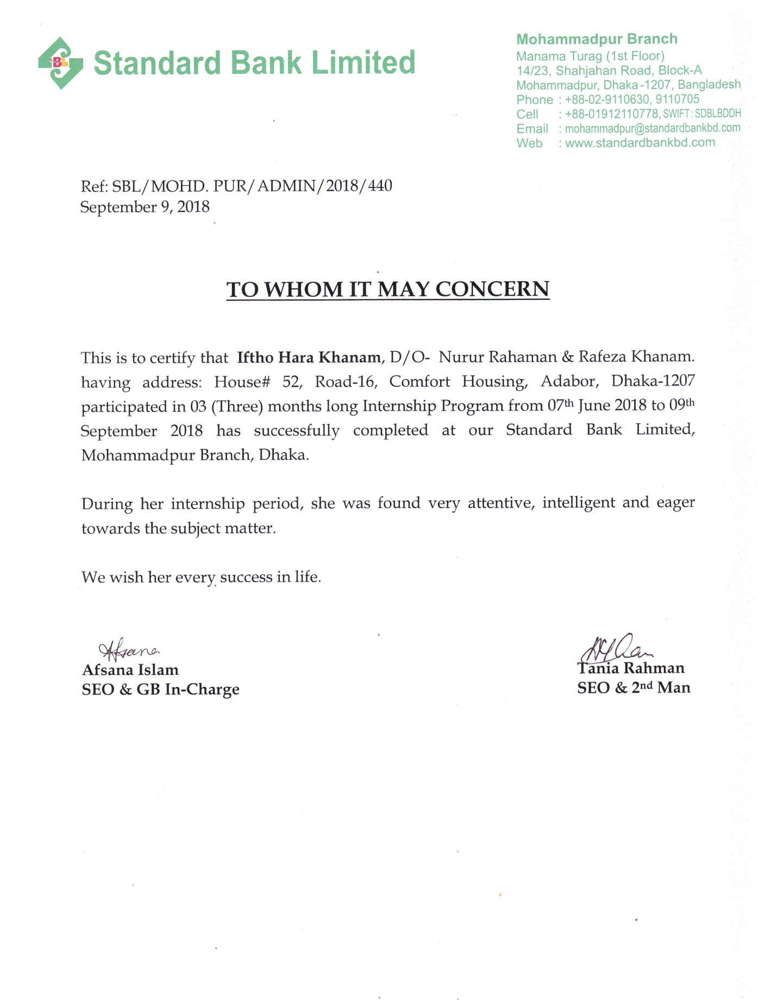 Standard Bank Limited
Mohammadpur Branch
Manama Turag (1st Floor)
14/23, Shahjahan Road, Block-A
Mohammadpur, Dhaka-1207, Bangladesh
Phone : +88-02-9110630, 9110705
Cell : +88-01912110778, SWIFT : SDBLBDDH
Email : mohammadpur@standardbankbd.com
Web : www.standardbankbd.com
Ref: SBL/MOHD. PUR/ADMIN/2018/440
September 9, 2018
TO WHOM IT MAY CONCERN
This is to certify that Iftho Hara Khanam, D/O- Nurur Rahaman & Rafeza Khanam.
having address: House# 52, Road-16, Comfort Housing, Adabor, Dhaka-1207
participated in 03 (Three) months long Internship Program from 07th June 2018 to 09th
September 2018 has successfully completed at our Standard Bank Limited,
Mohammadpur Branch, Dhaka.
During her internship period, she was found very attentive, intelligent and eager
towards the subject matter.
We wish her every success in life.
Afsana
Afsana Islam
SEO & GB In-Charge
Tania Rahman
SEO & 2nd Man